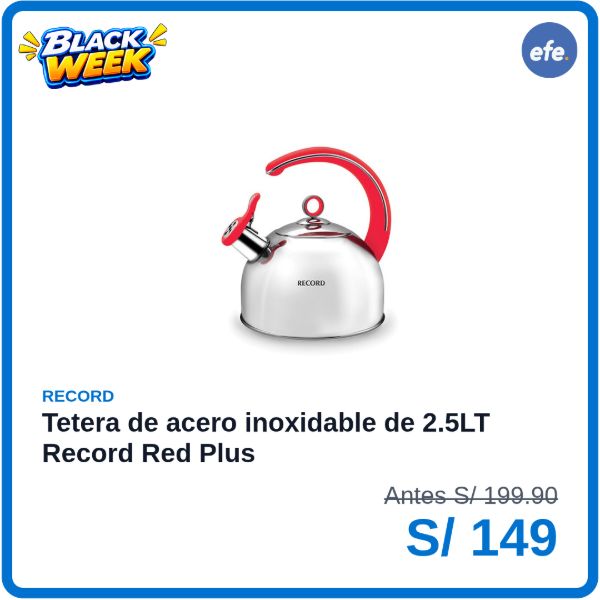 BLACK
WEEK
efe.
RECORD
RECORD
Tetera de acero inoxidable de 2.5LT
Record Red Plus
Antes S/ 199.90
S/ 149